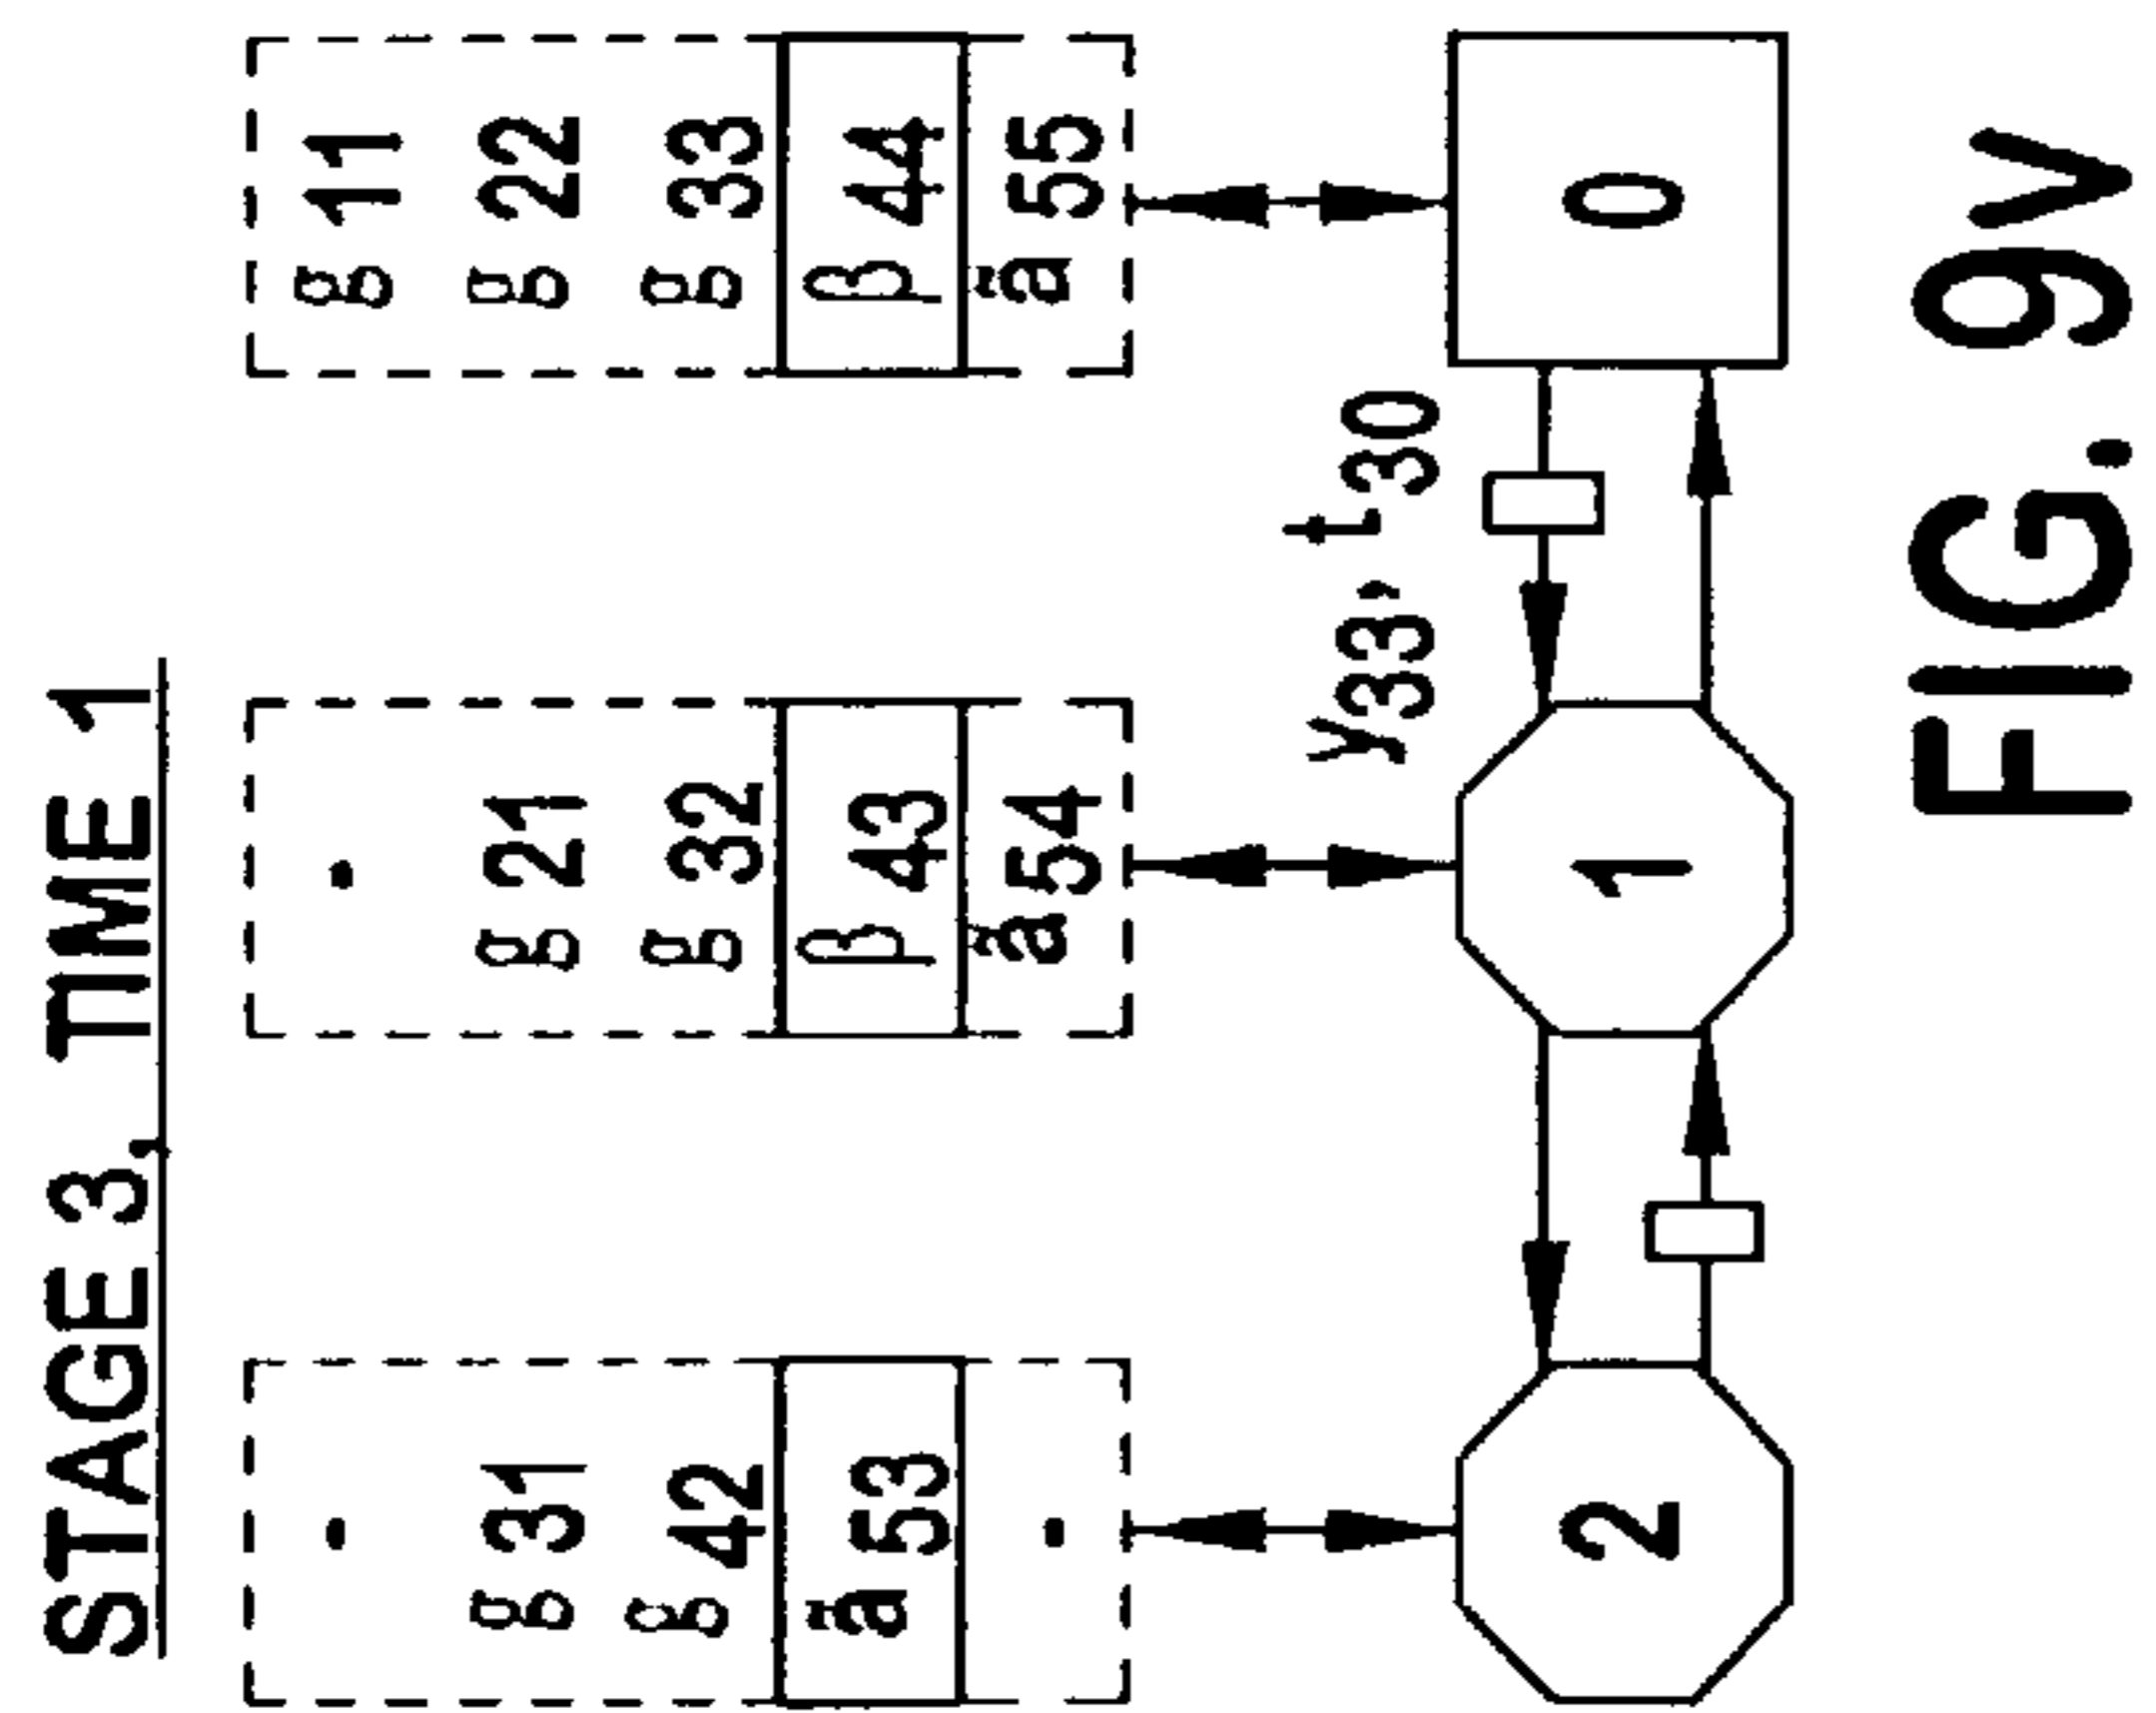 STAGE 3, TIME 1
. . g 11
g 31 g 21 g 22
g 42 g 32 g 33
ã 53 β 43 β 44
. ã 54 ã 55
y33, t30
2 1 0
FIG. 9V